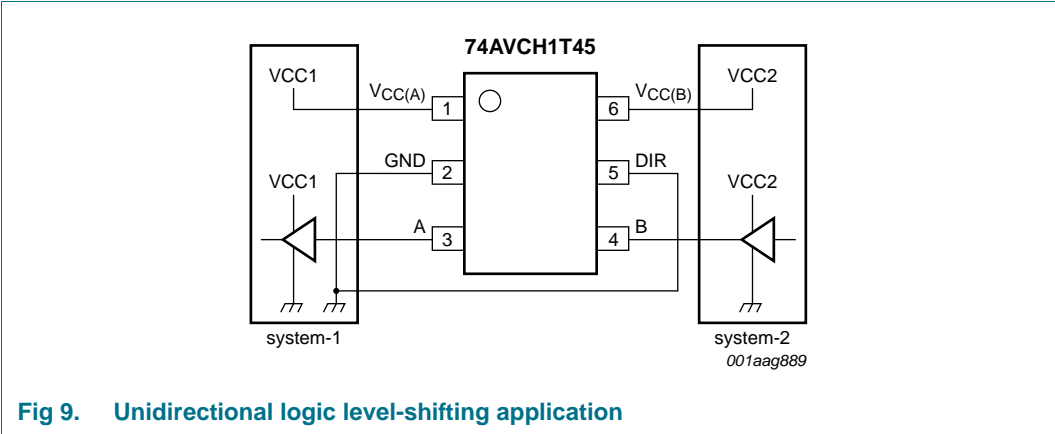 74AVCH1T45
VCC1
VCC(A)
1
6
VCC(B)
VCC2
GND
2
5
DIR
VCC1
VCC2
A
3
4
B
system-1
system-2
001aag889
Fig 9. Unidirectional logic level-shifting application